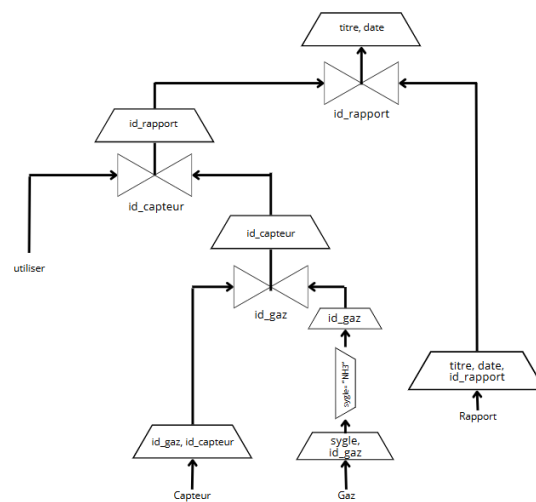 titre, date
id_rapport
id_rapport
id_capteur
id_capteur
utiliser
id_gaz
id_gaz
sygle= "NH3"
titre, date,
id_rapport
Rapport
id_gaz, id_capteur
sygle,
id_gaz
Capteur
Gaz